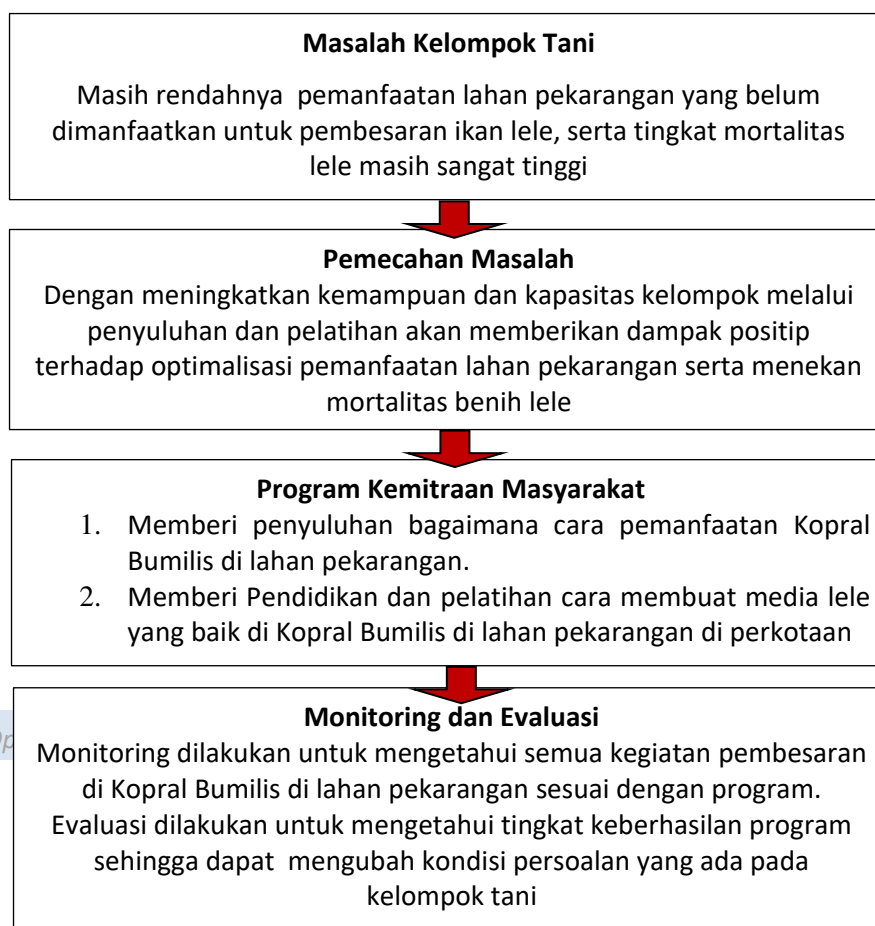 Masalah Kelompok Tani
Masih rendahnya pemanfaatan lahan pekarangan yang belum
dimanfaatkan untuk pembesaran ikan lele, serta tingkat mortalitas
lele masih sangat tinggi
Pemecahan Masalah
Dengan meningkatkan kemampuan dan kapasitas kelompok melalui
penyuluhan dan pelatihan akan memberikan dampak positip
terhadap optimalisasi pemanfaatan lahan pekarangan serta menekan
mortalitas benih lele
Program Kemitraan Masyarakat
1. Memberi penyuluhan bagaimana cara pemanfaatan Kopral
Bumilis di lahan pekarangan.
2. Memberi Pendidikan dan pelatihan cara membuat media lele
yang baik di Kopral Bumilis di lahan pekarangan di perkotaan
Monitoring dan Evaluasi
Monitoring dilakukan untuk mengetahui semua kegiatan pembesaran
di Kopral Bumilis di lahan pekarangan sesuai dengan program.
Evaluasi dilakukan untuk mengetahui tingkat keberhasilan program
sehingga dapat mengubah kondisi persoalan yang ada pada
kelompok tani